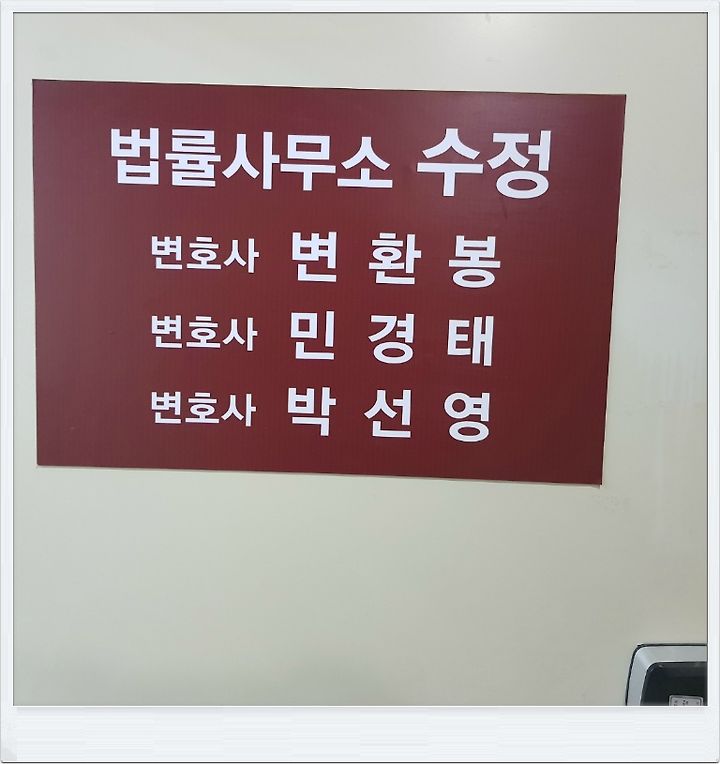 법률사무소 수정
변호사 변 환 봉
변호사 민 경 태
변호사 박 선 영